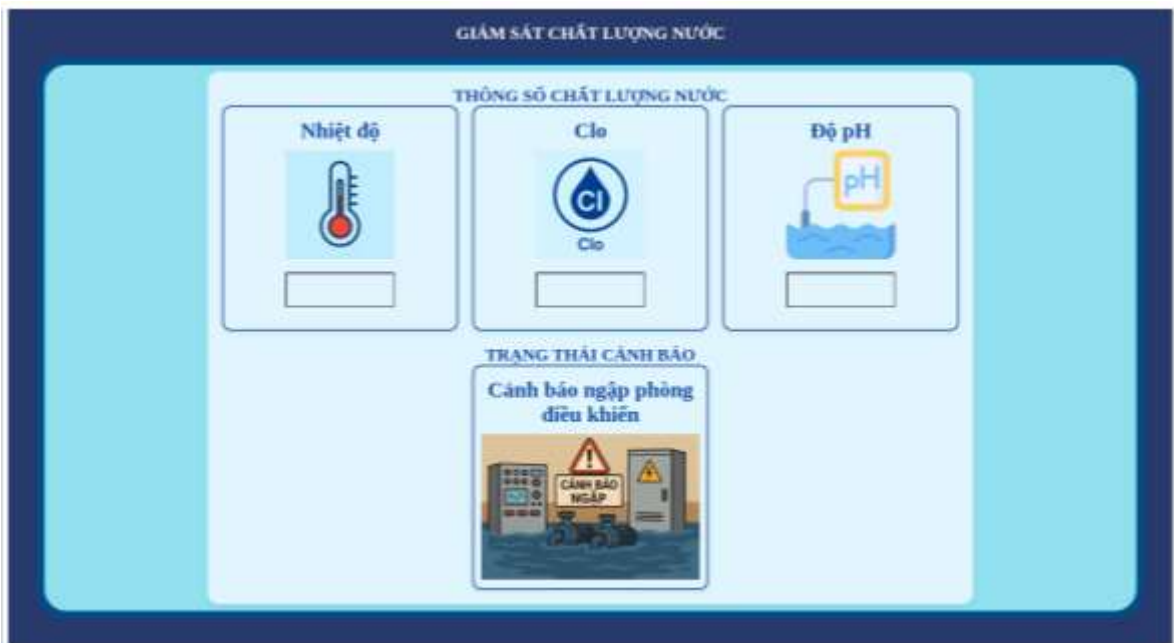 GIÁM SÁT CHẤT LƯỢNG NƯỚC
THÔNG SỐ CHẤT LƯỢNG NƯỚC
Nhiệt độ
Clo
Độ pH
Cl
Clo
pH
TRẠNG THÁI CẢNH BÁO
Cảnh báo ngập phòng
điều khiển
CẢNH BÁO
NGẬP